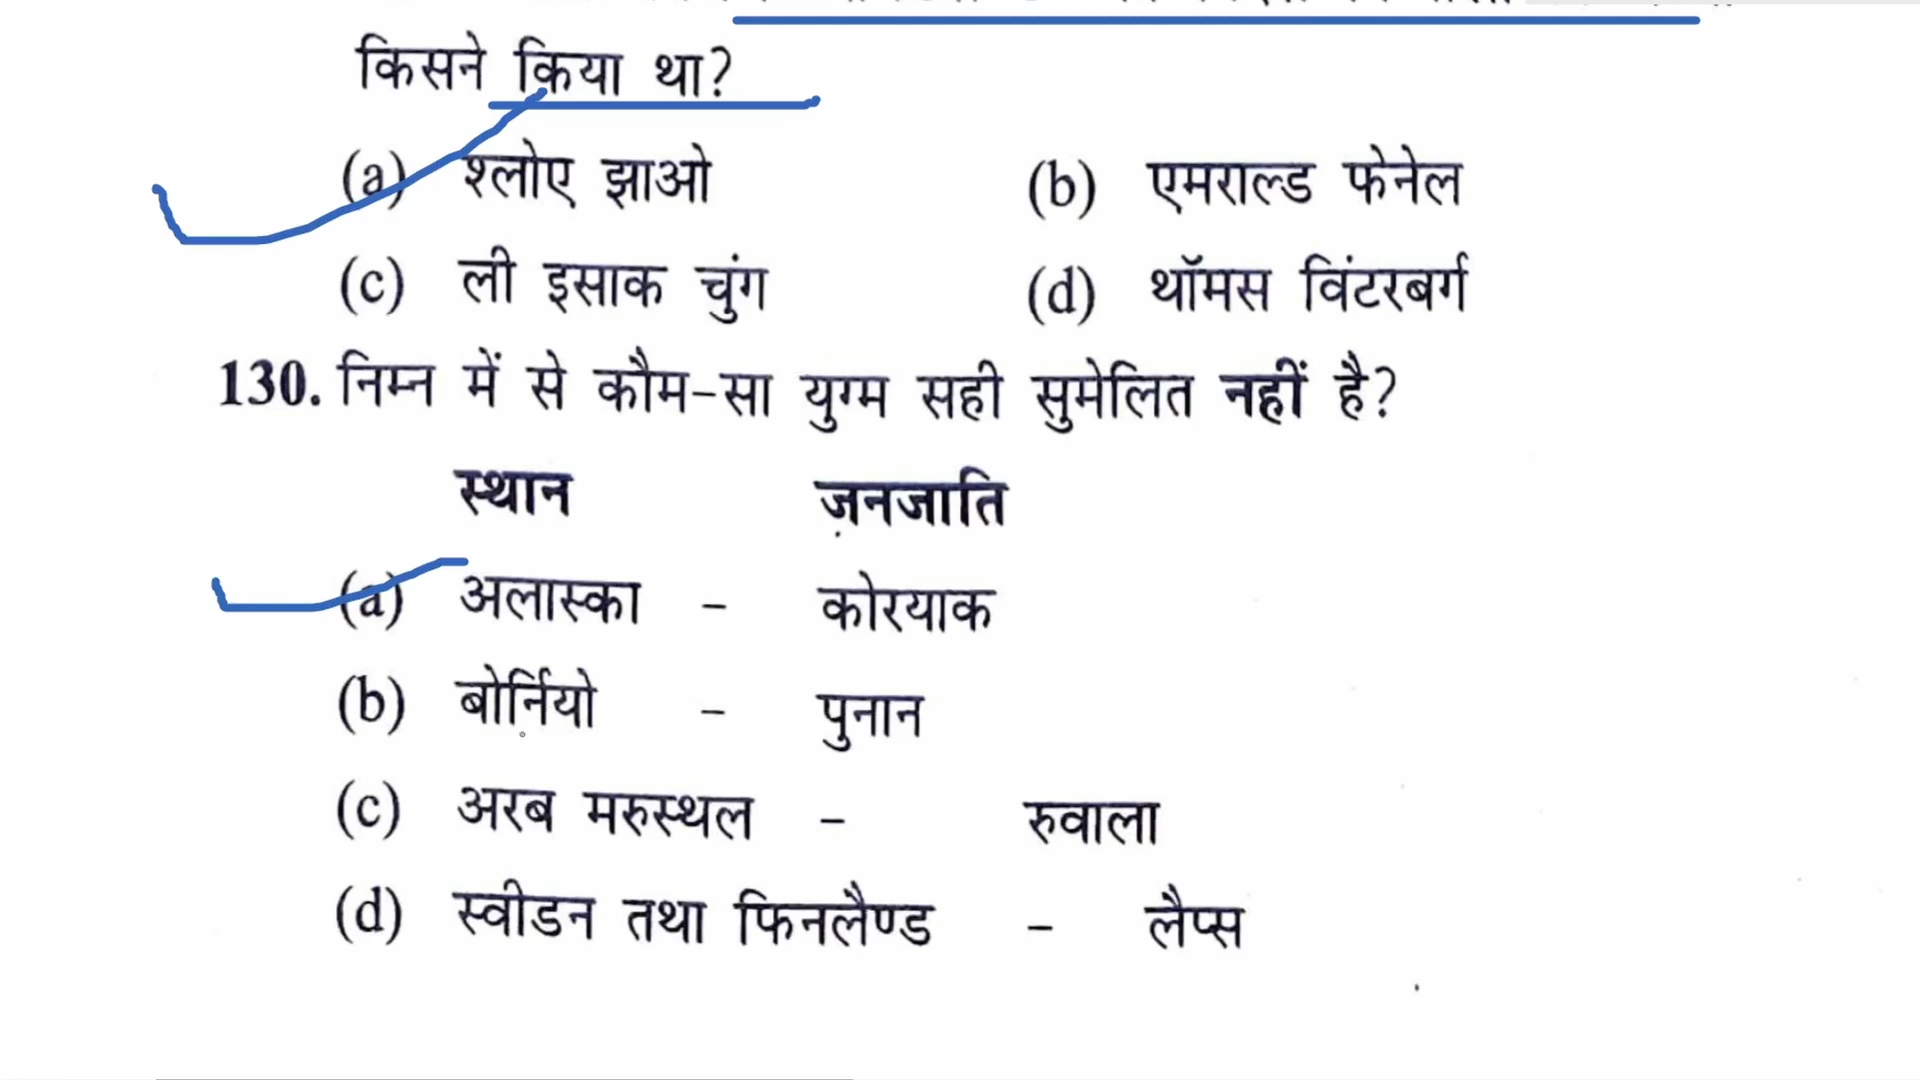 किसने किया था?
(a) श्लोए झाओ (b) एमराल्ड फेनेल
(c) ली इसाक चुंग (d) थॉमस विंटरबर्ग
130. निम्न में से कौम-सा युग्म सही सुमेलित नहीं है?
स्थान जनजाति
(a) अलास्का - कोरयाक
(b) बोर्नियो - पुनान
(c) अरब मरुस्थल - रुवाला
(d) स्वीडन तथा फिनलैण्ड - लैप्स